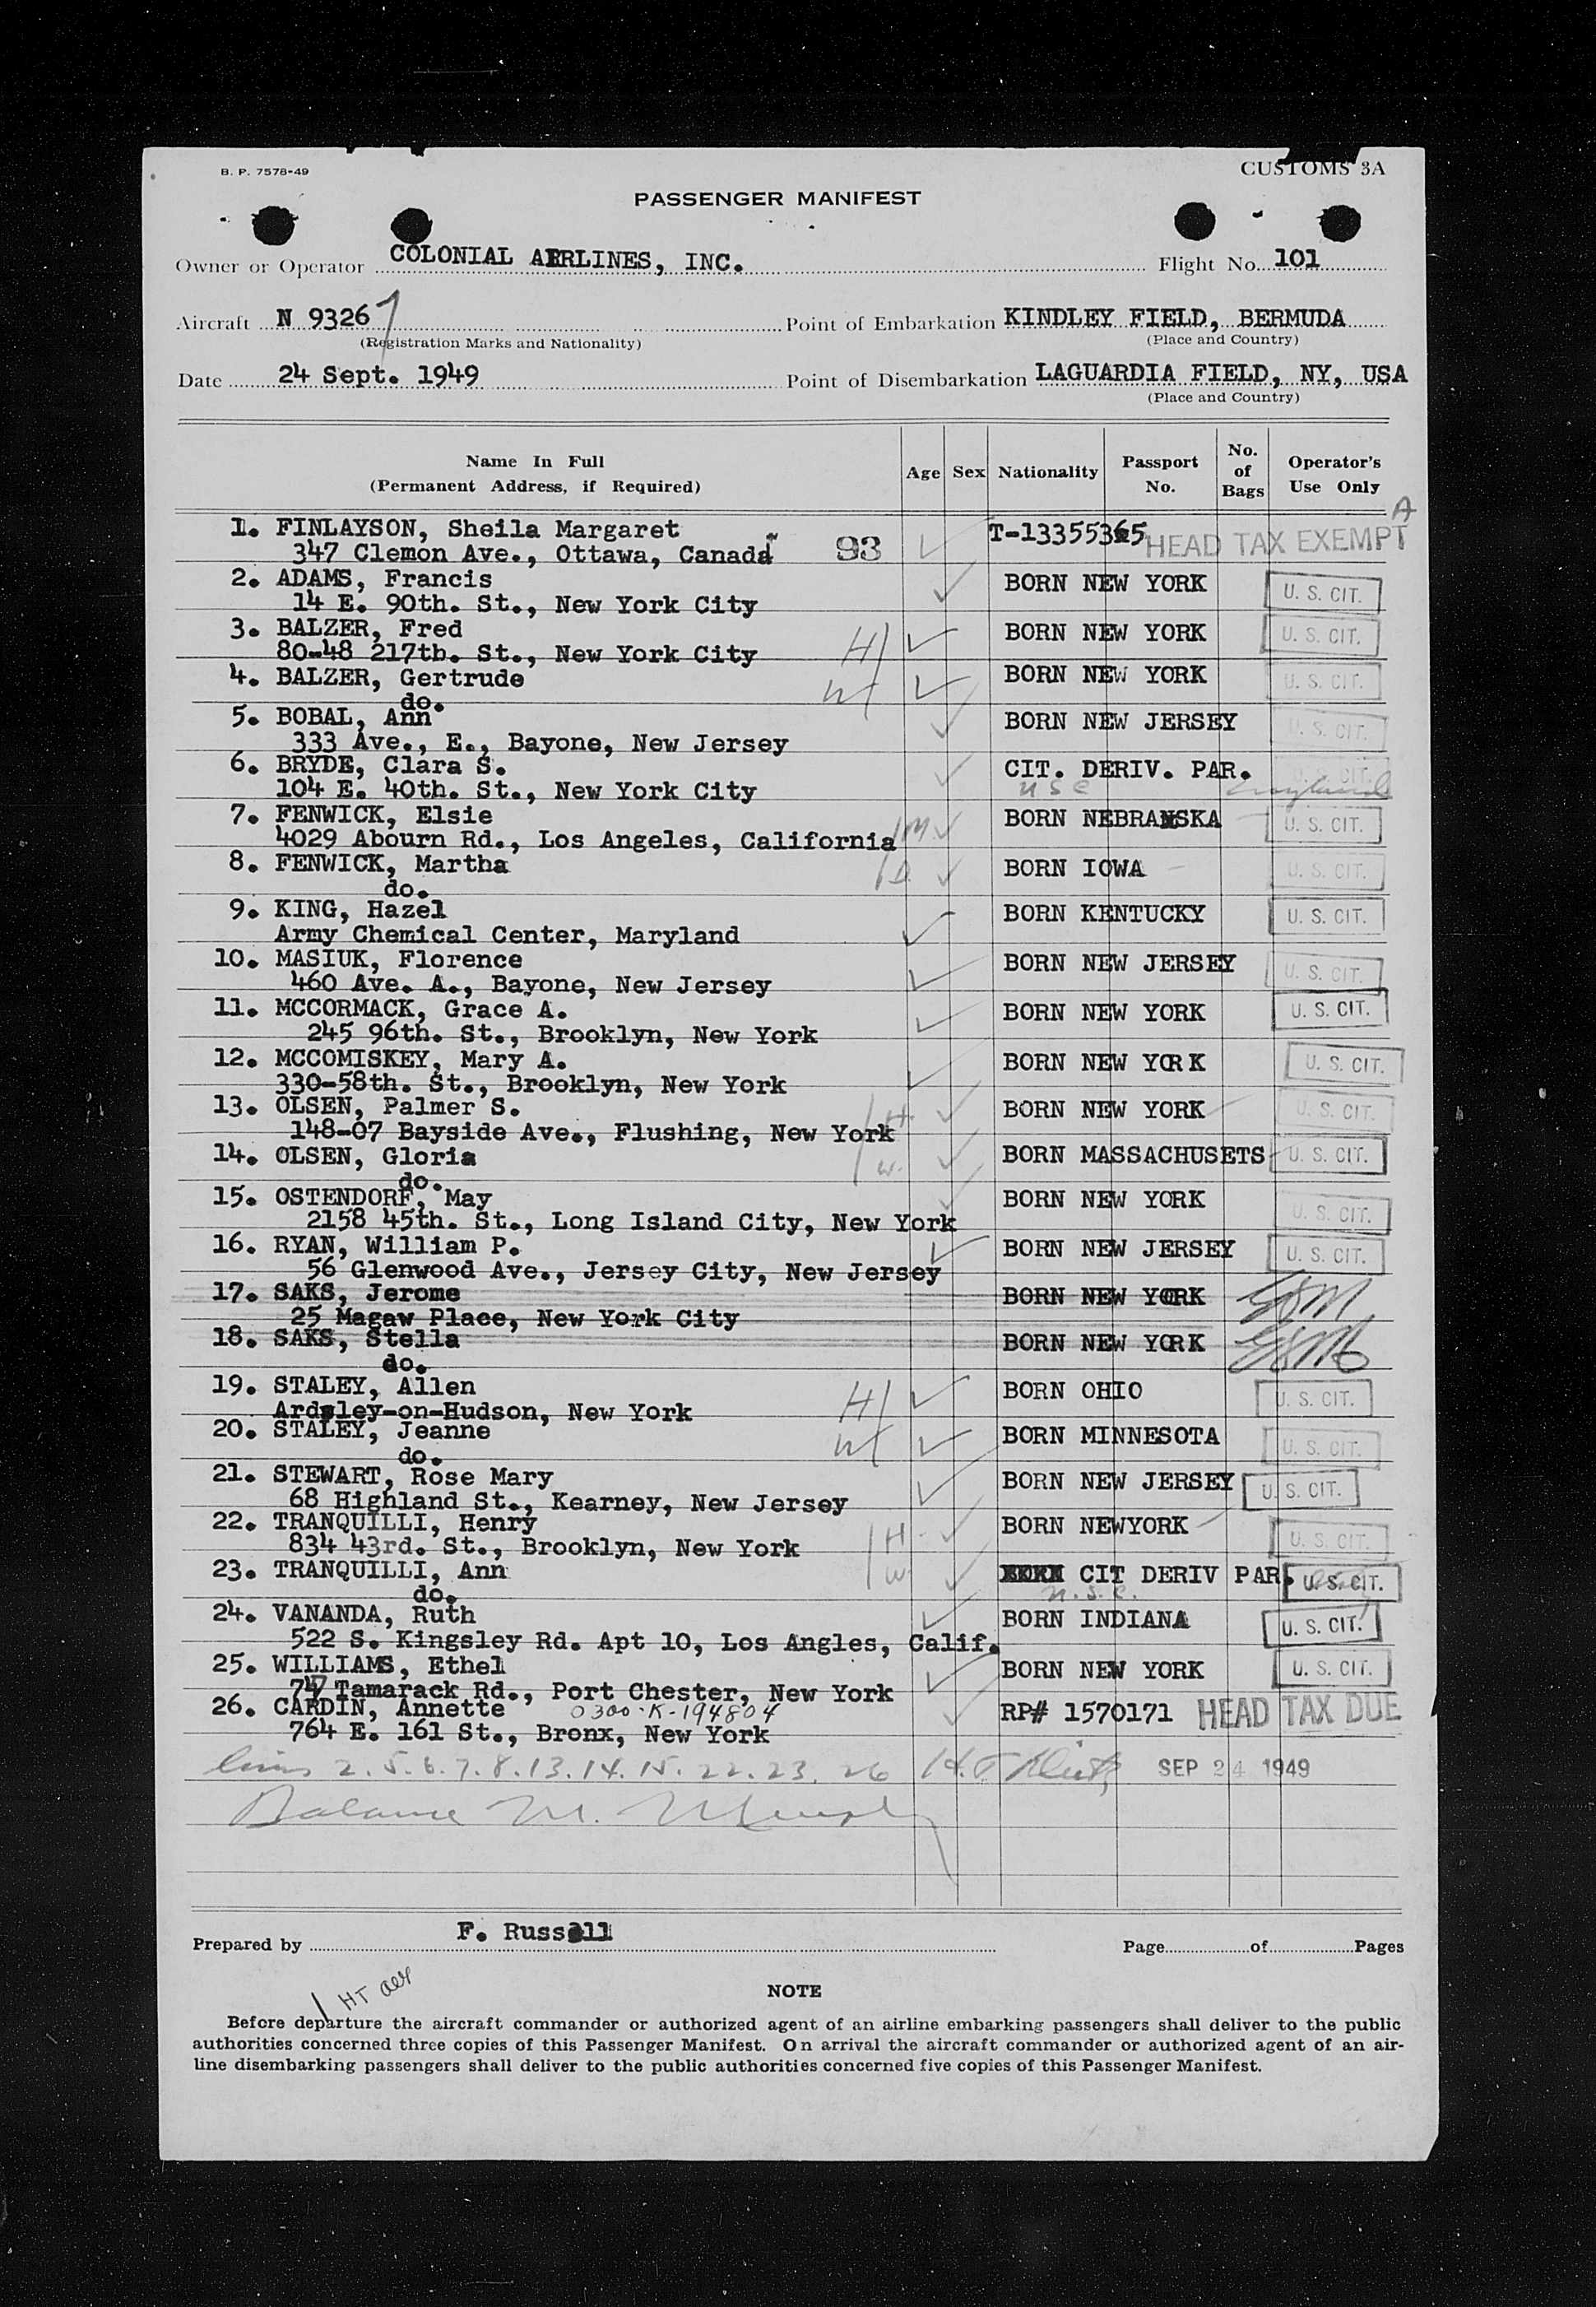 B. P. 7578-49
CUSTOMS 3A
PASSENGER MANIFEST
Owner or Operator COLONIAL AIRLINES, INC. Flight No. 101
Aircraft N 93267 Point of Embarkation KINDLEY FIELD, BERMUDA
(Registration Marks and Nationality) (Place and Country)
Date 24 Sept. 1949 Point of Disembarkation LAGUARDIA FIELD, NY, USA
(Place and Country)
Name In Full (Permanent Address, if Required) Age Sex Nationality Passport No. No. of Bags Operator's Use Only
A
1. FINLAYSON, Sheila Margaret T-13355365 HEAD TAX EXEMPT
347 Clemon Ave., Ottawa, Canada 93
2. ADAMS, Francis BORN NEW YORK U. S. CIT.
14 E. 90th. St., New York City
3. BALZER, Fred H BORN NEW YORK U. S. CIT.
80-48 217th. St., New York City
4. BALZER, Gertrude W BORN NEW YORK U. S. CIT.
do.
5. BOBAL, Ann BORN NEW JERSEY U. S. CIT.
333 Ave., E., Bayone, New Jersey
6. BRYDE, Clara S. CIT. DERIV. PAR. U. S. CIT.
104 E. 40th. St., New York City U S C
7. FENWICK, Elsie BORN NEBRANSKA U. S. CIT.
4029 Abourn Rd., Los Angeles, California M
8. FENWICK, Martha D. BORN IOWA U. S. CIT.
do.
9. KING, Hazel BORN KENTUCKY U. S. CIT.
Army Chemical Center, Maryland
10. MASIUK, Florence BORN NEW JERSEY U. S. CIT.
460 Ave. A., Bayone, New Jersey
11. MCCORMACK, Grace A. BORN NEW YORK U. S. CIT.
245 96th. St., Brooklyn, New York
12. MCCOMISKEY, Mary A. BORN NEW YORK U. S. CIT.
330-58th. St., Brooklyn, New York
13. OLSEN, Palmer S. H. BORN NEW YORK U. S. CIT.
148-07 Bayside Ave., Flushing, New York
14. OLSEN, Gloria W. BORN MASSACHUSETS U. S. CIT.
do.
15. OSTENDORF, May BORN NEW YORK U. S. CIT.
2158 45th. St., Long Island City, New York
16. RYAN, William P. BORN NEW JERSEY U. S. CIT.
56 Glenwood Ave., Jersey City, New Jersey
17. SAKS, Jerome BORN NEW YORK
25 Magaw Place, New York City
18. SAKS, Stella BORN NEW YORK
do.
19. STALEY, Allen H BORN OHIO U. S. CIT.
Ardsley-on-Hudson, New York
20. STALEY, Jeanne W BORN MINNESOTA U. S. CIT.
do.
21. STEWART, Rose Mary BORN NEW JERSEY U. S. CIT.
68 Highland St., Kearney, New Jersey
22. TRANQUILLI, Henry H. BORN NEWYORK U. S. CIT.
834 43rd. St., Brooklyn, New York
23. TRANQUILLI, Ann W CIT DERIV PAR. U. S. CIT.
do. U.S.C.
24. VANANDA, Ruth BORN INDIANA U. S. CIT.
522 S. Kingsley Rd. Apt 10, Los Angles, Calif.
25. WILLIAMS, Ethel BORN NEW YORK U. S. CIT.
747 Tamarack Rd., Port Chester, New York
26. CARDIN, Annette 0300-K-194804 RP# 1570171 HEAD TAX DUE
764 E. 161 St., Bronx, New York
lines 2.5.6.7.8.13.14.15.22.23.26 SEP 24 1949
Balance M.
Prepared by F. Russell Page of Pages
1 HT
NOTE
Before departure the aircraft commander or authorized agent of an airline embarking passengers shall deliver to the public
authorities concerned three copies of this Passenger Manifest. On arrival the aircraft commander or authorized agent of an air-
line disembarking passengers shall deliver to the public authorities concerned five copies of this Passenger Manifest.